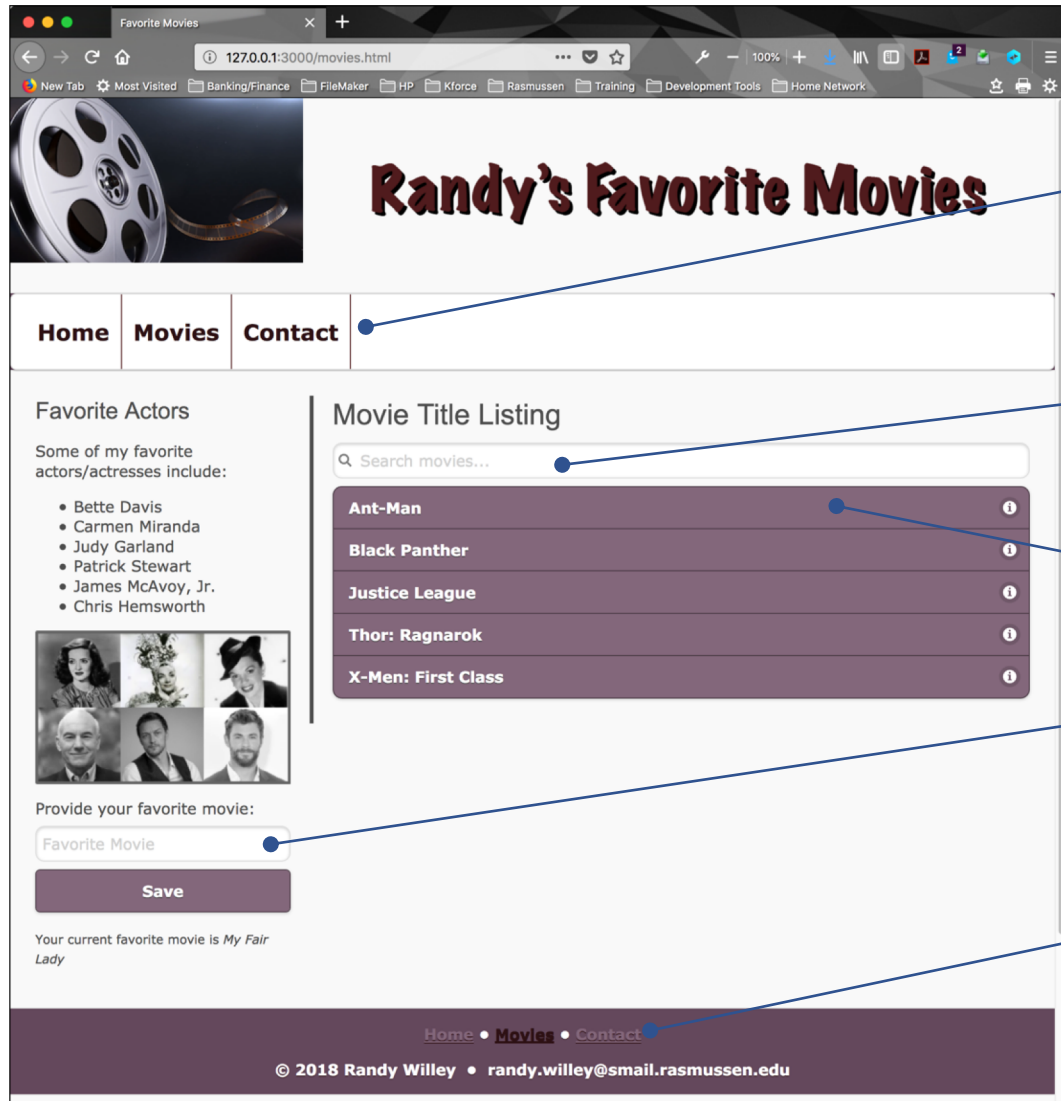 Favorite Movies
127.0.0.1:3000/movies.html
100%
2
New Tab Most Visited Banking/Finance FileMaker HP Kforce Rasmussen Training Development Tools Home Network
Randy's Favorite Movies
Home Movies Contact
Favorite Actors
Some of my favorite
actors/actresses include:
• Bette Davis
• Carmen Miranda
• Judy Garland
• Patrick Stewart
• James McAvoy, Jr.
• Chris Hemsworth
Provide your favorite movie:
Favorite Movie
Save
Your current favorite movie is My Fair
Lady
Movie Title Listing
Search movies...
Ant-Man
Black Panther
Justice League
Thor: Ragnarok
X-Men: First Class
Home • Movies • Contact
© 2018 Randy Willey • randy.willey@smail.rasmussen.edu